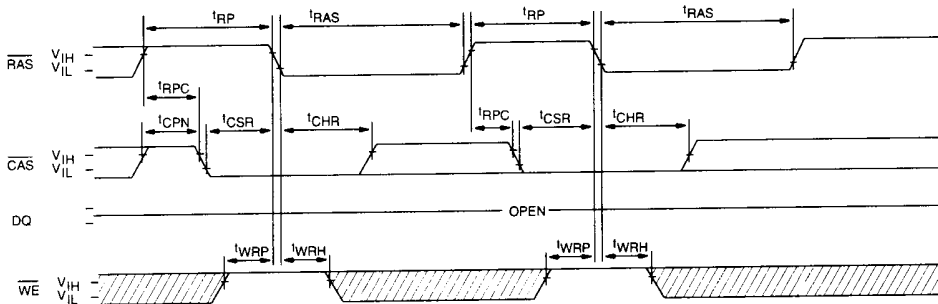 tRP tRAS tRP tRAS
RAS VIH
VIL
tRPC
tCPN tCSR tCHR tRPC tCSR tCHR
CAS VIH
VIL
DQ OPEN
tWRP tWRH tWRP tWRH
WE VIH
VIL